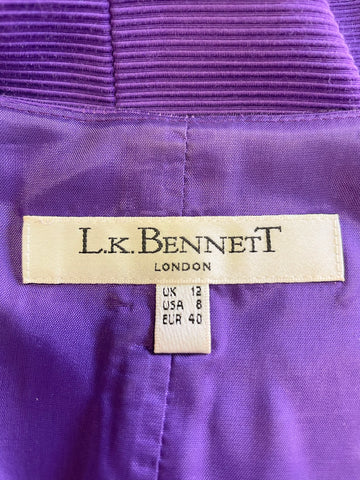 L.K.BENNETT
LONDON
UK 12
USA 8
EUR 40